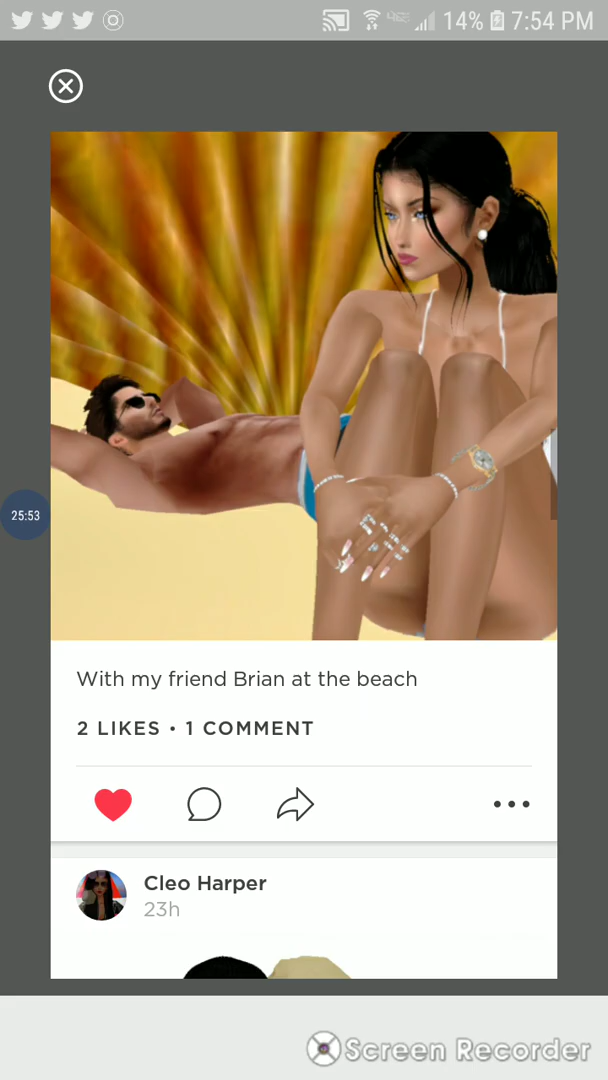 14% 7:54 PM
25:53
With my friend Brian at the beach
2 LIKES • 1 COMMENT
Cleo Harper
23h
Screen Recorder